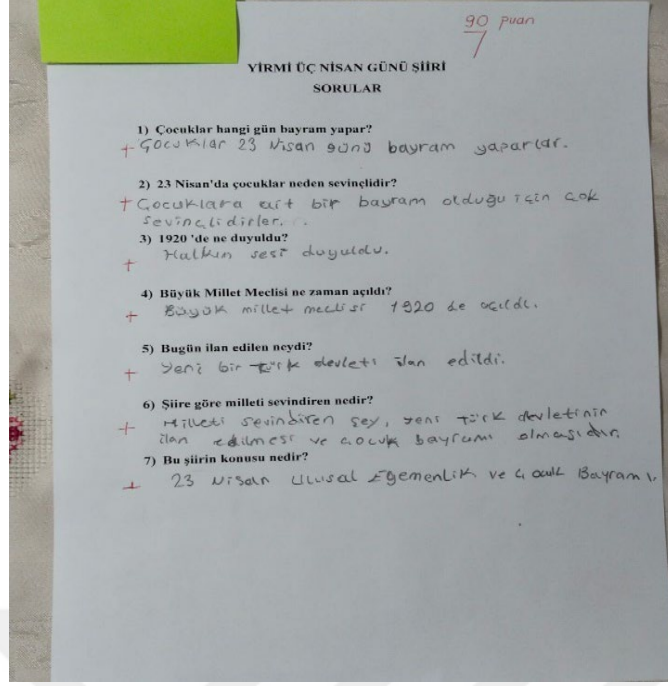 90 puan
7
YİRMİ ÜÇ NİSAN GÜNÜ ŞİİRİ
SORULAR
1) Çocuklar hangi gün bayram yapar?
+ Çocuklar 23 Nisan günü bayram yaparlar.
2) 23 Nisan'da çocuklar neden sevinçlidir?
+ Çocuklara ait bir bayram olduğu için çok
sevinçlidirler.
3) 1920 'de ne duyuldu?
+ Halkın sesi duyuldu.
4) Büyük Millet Meclisi ne zaman açıldı?
+ Büyük millet meclisi 1920 de açıldı.
5) Bugün ilan edilen neydi?
+ Yeni bir türk devleti ilan edildi.
6) Şiire göre milleti sevindiren nedir?
+ Milleti sevindiren şey, yeni türk devletinin
ilan edilmesi ve çocuk bayramı olmasıdır.
7) Bu şiirin konusu nedir?
+ 23 Nisan Ulusal Egemenlik ve Çocuk Bayramı.